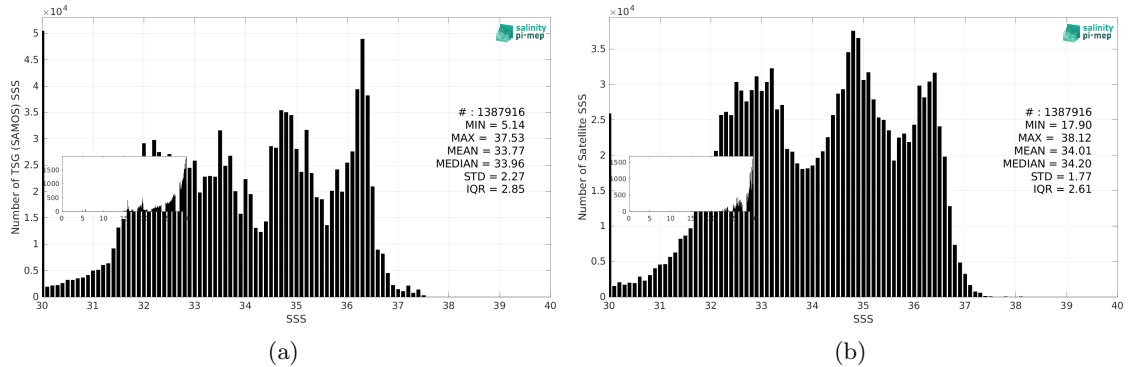 ×10⁴
5
4.5
4
3.5
3
2.5
2
1.5
1
0.5
0
Number of TSG (SAMOS) SSS
salinity
pi-mep
# : 1387916
MIN = 5.14
MAX = 37.53
MEAN = 33.77
MEDIAN = 33.96
STD = 2.27
IQR = 2.85
1500
1000
500
0
0 5 10
30 31 32 33 34 35 36 37 38 39 40
SSS
(a)
×10⁴
3.5
3
2.5
2
1.5
1
0.5
0
Number of Satellite SSS
salinity
pi-mep
# : 1387916
MIN = 17.90
MAX = 38.12
MEAN = 34.01
MEDIAN = 34.20
STD = 1.77
IQR = 2.61
1500
1000
500
0
0 5 10
30 31 32 33 34 35 36 37 38 39 40
SSS
(b)